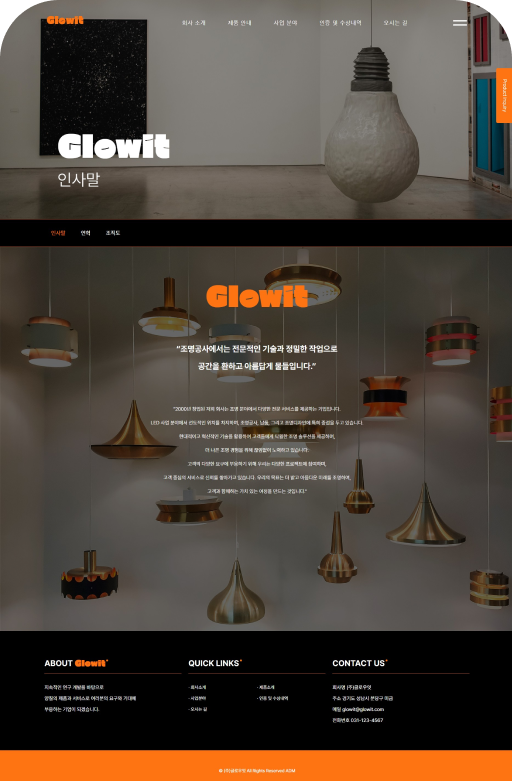 Glowit
회사 소개
제품 안내
사업 분야
인증 및 수상내역
오시는 길
Product Inquiry
Glowit
인사말
인사말
연혁
조직도
Glowit
“조명공사에서는 전문적인 기술과 정밀한 작업으로
공간을 환하고 아름답게 물들입니다.”
"2000년 창립된 저희 회사는 조명 분야에서 다양한 전문 서비스를 제공하는 기업입니다.
LED 사업 분야에서 선도적인 위치를 차지하며, 조명공사, 납품, 그리고 조명디자인에 특히 중점을 두고 있습니다.
현대적이고 혁신적인 기술을 활용하여 고객들에게 탁월한 조명 솔루션을 제공하며,
더 나은 조명 경험을 위해 끊임없이 노력하고 있습니다.
고객의 다양한 요구에 부응하기 위해 우리는 다양한 프로젝트에 참여하며,
고객 중심의 서비스로 신뢰를 쌓아가고 있습니다. 우리의 목표는 더 밝고 아름다운 미래를 조명하며,
고객과 함께하는 가치 있는 여정을 만드는 것입니다."
ABOUT Glowit
지속적인 연구 개발을 바탕으로
양질의 제품과 서비스로 여러분의 요구와 기대에
부응하는 기업이 되겠습니다.
QUICK LINKS
· 회사소개
· 제품소개
· 사업분야
· 인증 및 수상내역
· 오시는 길
CONTACT US
회사명 (주)글로우잇
주소 경기도 성남시 분당구 야탑
메일 glowit@glowit.com
전화번호 031-123-4567
© (주)글로우잇 All Rights Reserved